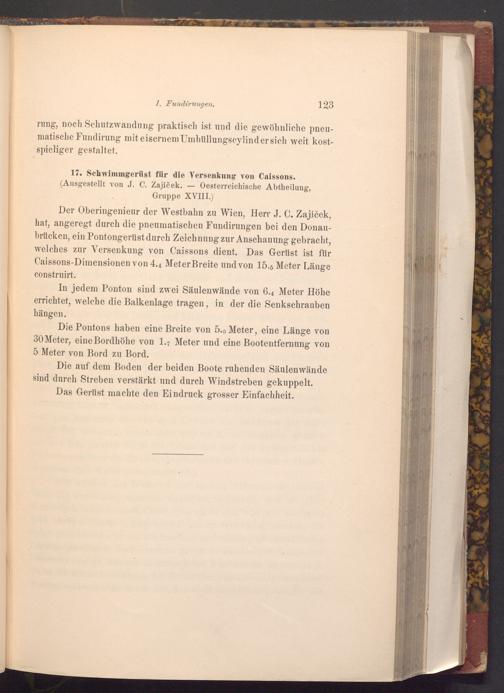 I. Fundirungen. 123
rung, noch Schutzwandung praktisch ist und die gewöhnliche pneu-
matische Fundirung mit eisernem Umhüllungscylinder sich weit kost-
spieliger gestaltet.
17. Schwimmgerüst für die Versenkung von Caissons.
(Ausgestellt von J. C. Zajíček. — Oesterreichische Abtheilung,
Gruppe XVIII.)
Der Oberingenieur der Westbahn zu Wien, Herr J. C. Zajíček,
hat, angeregt durch die pneumatischen Fundirungen bei den Donau-
brücken, ein Pontongerüst durch Zeichnung zur Anschauung gebracht,
welches zur Versenkung von Caissons dient. Das Gerüst ist für
Caissons-Dimensionen von 4.4 Meter Breite und von 15.0 Meter Länge
construirt.
In jedem Ponton sind zwei Säulenwände von 6.4 Meter Höhe
errichtet, welche die Balkenlage tragen, in der die Senkschrauben
hängen.
Die Pontons haben eine Breite von 5.0 Meter, eine Länge von
30 Meter, eine Bordhöhe von 1.7 Meter und eine Bootentfernung von
5 Meter von Bord zu Bord.
Die auf dem Boden der beiden Boote ruhenden Säulenwände
sind durch Streben verstärkt und durch Windstreben gekuppelt.
Das Gerüst machte den Eindruck grosser Einfachheit.